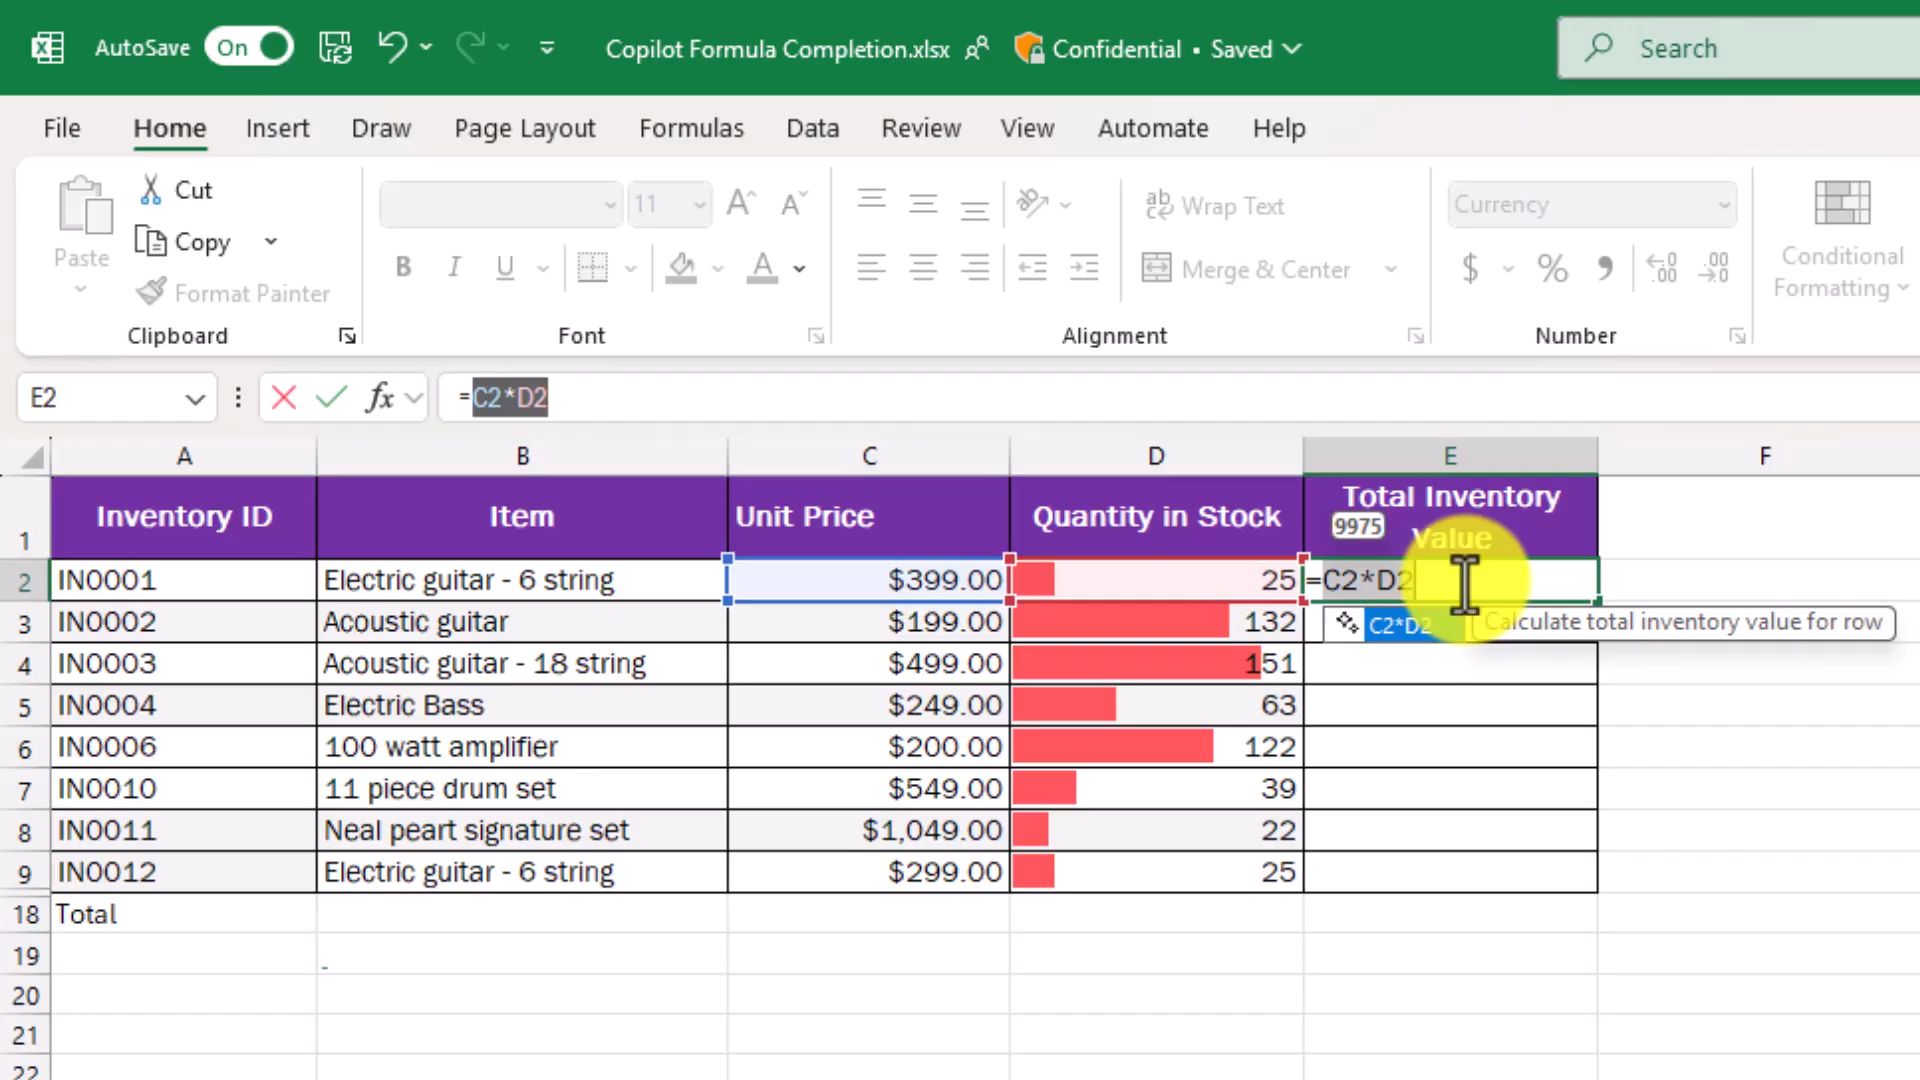 AutoSave On Copilot Formula Completion.xlsx Confidential • Saved Search
File Home Insert Draw Page Layout Formulas Data Review View Automate Help
Paste Cut Copy Format Painter
11 A A B I U A
ab c Wrap Text
Merge & Center
Currency
$ % , .00 .00
Conditional Formatting
Clipboard Font Alignment Number
E2 fx =C2*D2
A B C D E F
1 Inventory ID Item Unit Price Quantity in Stock Total Inventory Value
9975
2 IN0001 Electric guitar - 6 string $399.00 25 =C2*D2
C2*D2 Calculate total inventory value for row
3 IN0002 Acoustic guitar $199.00 132
4 IN0003 Acoustic guitar - 18 string $499.00 151
5 IN0004 Electric Bass $249.00 63
6 IN0006 100 watt amplifier $200.00 122
7 IN0010 11 piece drum set $549.00 39
8 IN0011 Neal peart signature set $1,049.00 22
9 IN0012 Electric guitar - 6 string $299.00 25
18 Total
19 -
20
21
22